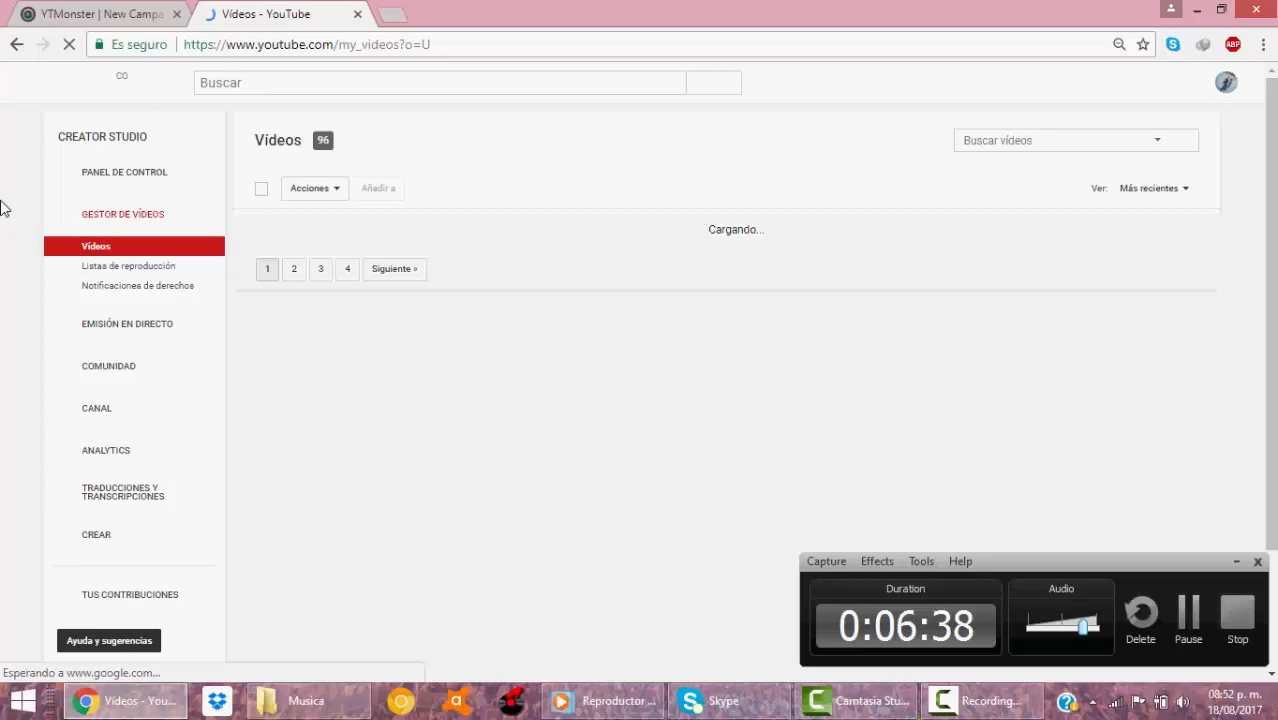 YTMonster | New Campa
Vídeos - YouTube
Es seguro
https://www.youtube.com/my_videos?o=U
ABP
CO
Buscar
CREATOR STUDIO
PANEL DE CONTROL
GESTOR DE VÍDEOS
Vídeos
Listas de reproducción
Notificaciones de derechos
EMISIÓN EN DIRECTO
COMUNIDAD
CANAL
ANALYTICS
TRADUCCIONES Y
TRANSCRIPCIONES
CREAR
TUS CONTRIBUCIONES
Ayuda y sugerencias
Vídeos 96
Buscar vídeos
Acciones
Añadir a
Ver: Más recientes
Cargando...
1 2 3 4 Siguiente »
Capture Effects Tools Help
Duration
0:06:38
Audio
Delete
Pause
Stop
Esperando a www.google.com...
Vídeos - You...
Musica
Reproductor ...
Skype
Camtasia Stu...
Recording...
08:52 p. m.
18/08/2017